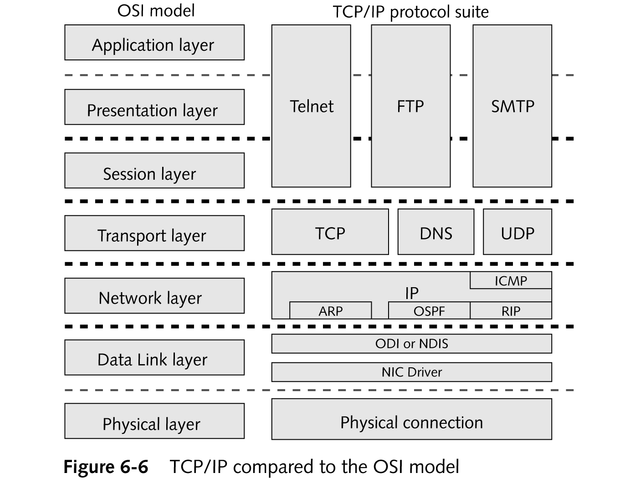 OSI model TCP/IP protocol suite
Application layer
Presentation layer
Session layer
Telnet FTP SMTP
Transport layer TCP DNS UDP
Network layer IP ICMP
ARP OSPF RIP
Data Link layer ODI or NDIS
NIC Driver
Physical layer Physical connection
Figure 6-6 TCP/IP compared to the OSI model